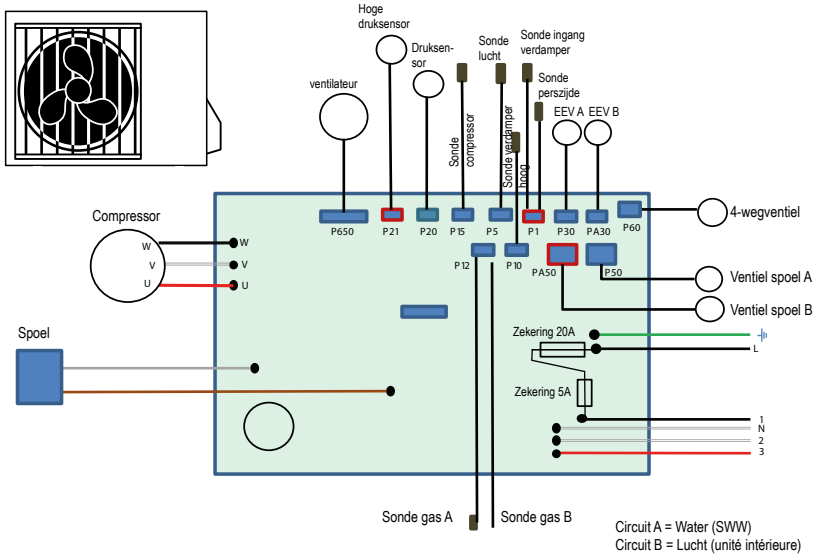 Hoge
druksensor
Druksen-
sor
Sonde
lucht
Sonde ingang
verdamper
Sonde
perszijde
ventilateur
EEV A
EEV B
Sonde
compressor
Sonde verdamper
hoog
P650
P21
P20
P15
P5
P1
P30
PA30
P60
4-wegventiel
P12
P10
PA50
P50
Compressor
W
V
U
W
V
U
Ventiel spoel A
Ventiel spoel B
Spoel
Zekering 20A
L
Zekering 5A
1
N
2
3
Sonde gas A
Sonde gas B
Circuit A = Water (SWW)
Circuit B = Lucht (unité intérieure)